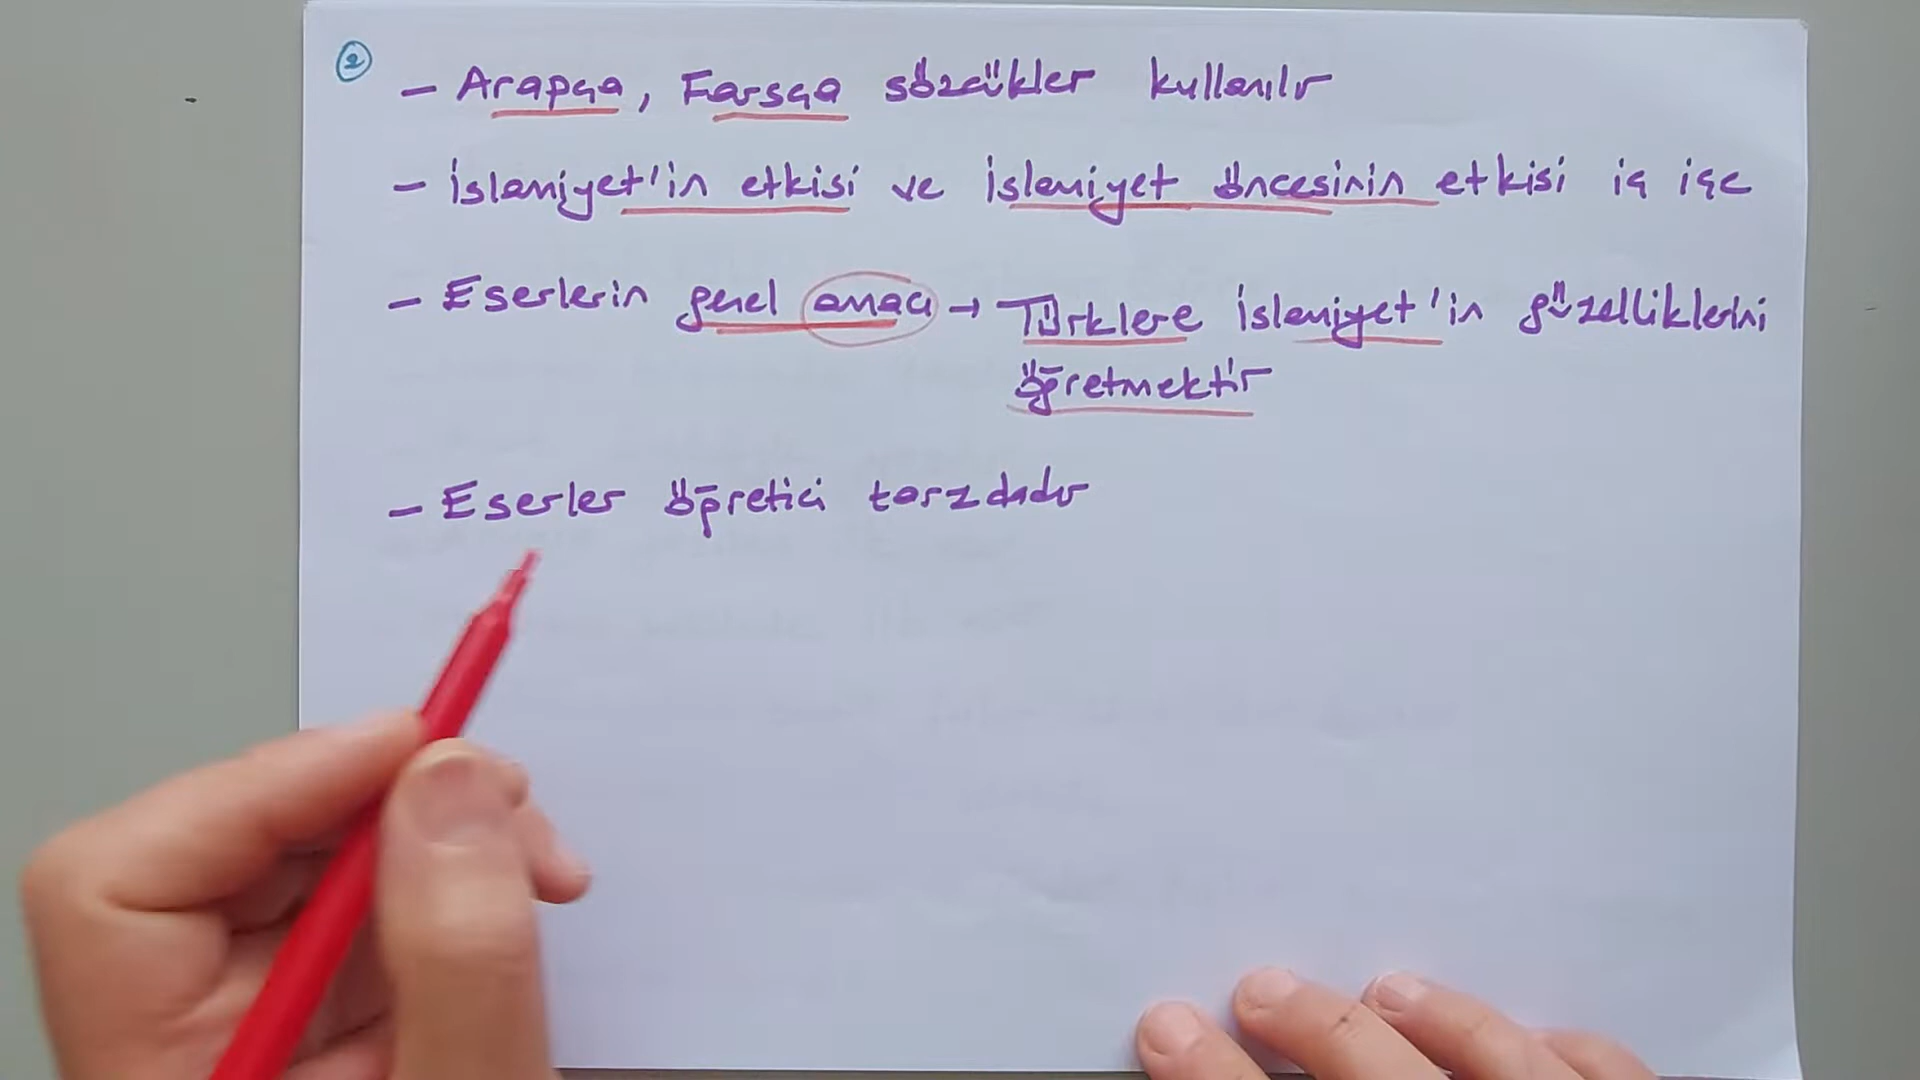 2
- Arapça, Farsça sözcükler kullanılır
- İslamiyet'in etkisi ve İslamiyet öncesinin etkisi iç içe
- Eserlerin genel amacı → Türklere İslamiyet'in güzelliklerini
öğretmektir
- Eserler öğretici tarzdadır